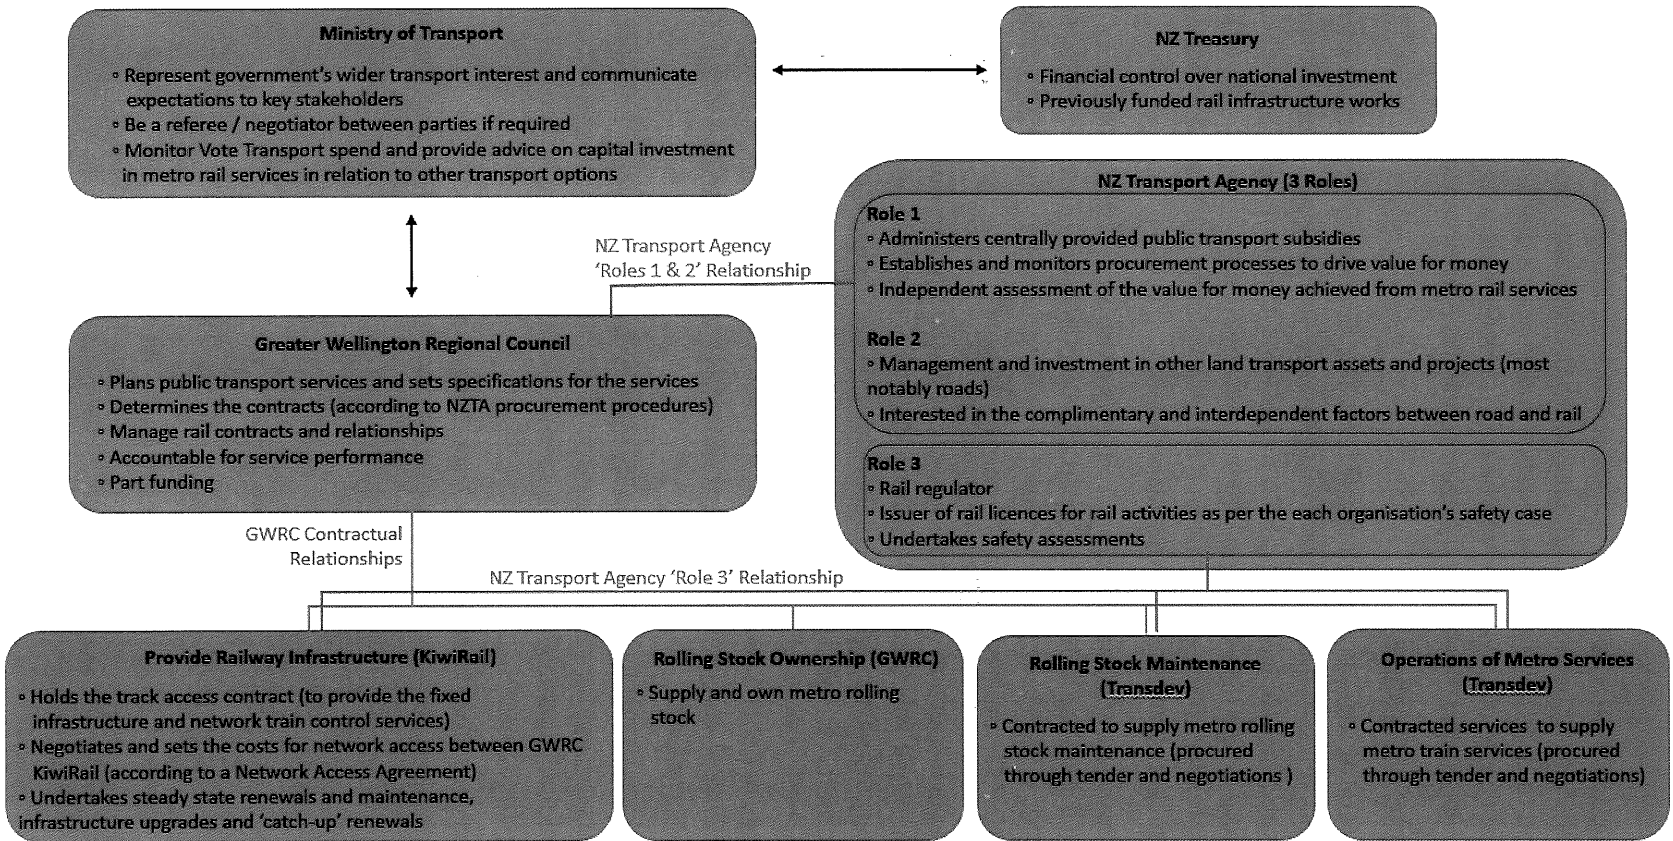 Ministry of Transport
▫ Represent government's wider transport interest and communicate
expectations to key stakeholders
▫ Be a referee / negotiator between parties if required
▫ Monitor Vote Transport spend and provide advice on capital investment
in metro rail services in relation to other transport options
NZ Treasury
▫ Financial control over national investment
▫ Previously funded rail infrastructure works
NZ Transport Agency (3 Roles)
Role 1
▫ Administers centrally provided public transport subsidies
▫ Establishes and monitors procurement processes to drive value for money
▫ Independent assessment of the value for money achieved from metro rail services
Role 2
▫ Management and investment in other land transport assets and projects (most
notably roads)
▫ Interested in the complimentary and interdependent factors between road and rail
Role 3
▫ Rail regulator
▫ Issuer of rail licences for rail activities as per the each organisation's safety case
▫ Undertakes safety assessments
NZ Transport Agency
'Roles 1 & 2' Relationship
Greater Wellington Regional Council
▫ Plans public transport services and sets specifications for the services
▫ Determines the contracts (according to NZTA procurement procedures)
▫ Manage rail contracts and relationships
▫ Accountable for service performance
▫ Part funding
GWRC Contractual
Relationships
NZ Transport Agency 'Role 3' Relationship
Provide Railway Infrastructure (KiwiRail)
▫ Holds the track access contract (to provide the fixed
infrastructure and network train control services)
▫ Negotiates and sets the costs for network access between GWRC
KiwiRail (according to a Network Access Agreement)
▫ Undertakes steady state renewals and maintenance,
infrastructure upgrades and 'catch-up' renewals
Rolling Stock Ownership (GWRC)
▫ Supply and own metro rolling
stock
Rolling Stock Maintenance
(Transdev)
▫ Contracted to supply metro rolling
stock maintenance (procured
through tender and negotiations )
Operations of Metro Services
(Transdev)
▫ Contracted services to supply
metro train services (procured
through tender and negotiations)